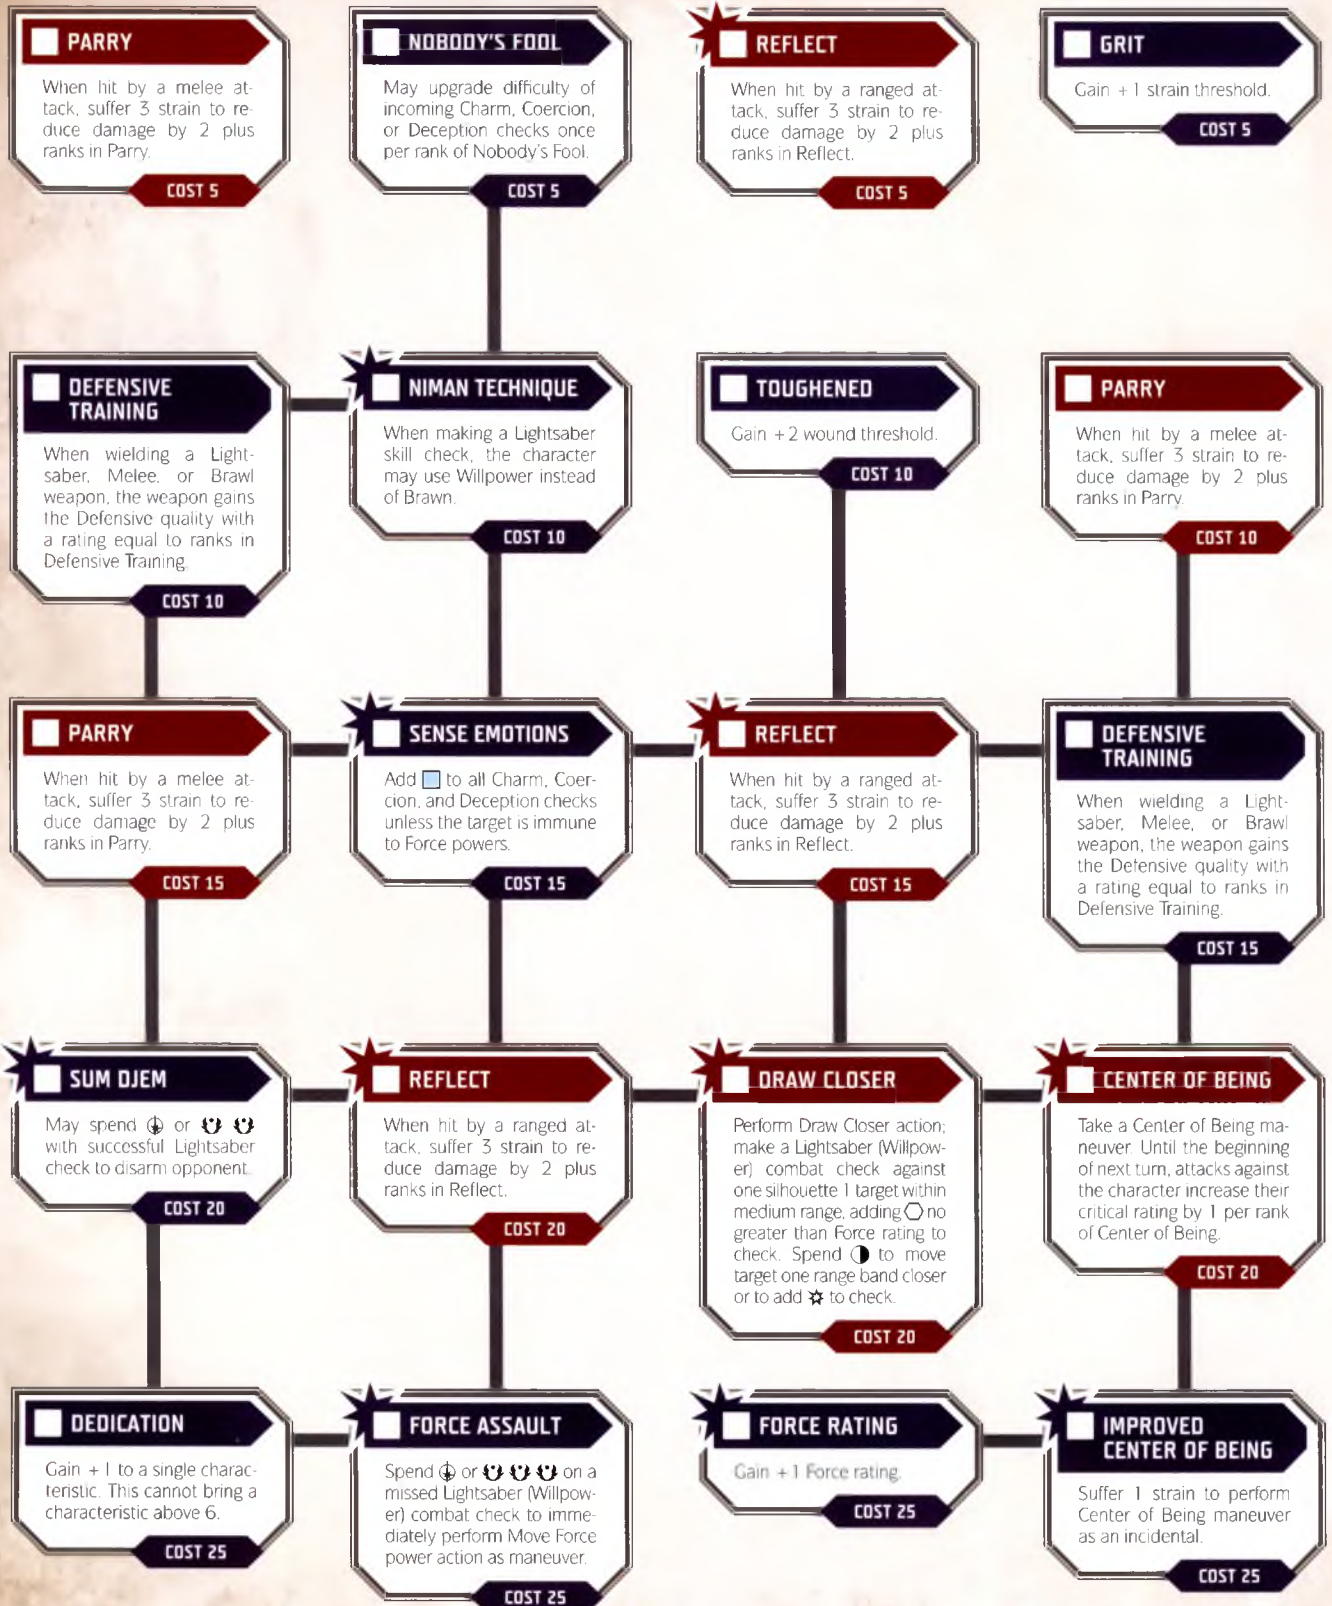 PARRY
When hit by a melee at-
tack, suffer 3 strain to re-
duce damage by 2 plus
ranks in Parry.
COST 5
NOBODY'S FOOL
May upgrade difficulty of
incoming Charm, Coercion,
or Deception checks once
per rank of Nobody's Fool.
COST 5
REFLECT
When hit by a ranged at-
tack, suffer 3 strain to re-
duce damage by 2 plus
ranks in Reflect.
COST 5
GRIT
Gain +1 strain threshold.
COST 5
DEFENSIVE
TRAINING
When wielding a Light-
saber, Melee, or Brawl
weapon, the weapon gains
the Defensive quality with
a rating equal to ranks in
Defensive Training.
COST 10
NIMAN TECHNIQUE
When making a Lightsaber
skill check, the character
may use Willpower instead
of Brawn.
COST 10
TOUGHENED
Gain +2 wound threshold.
COST 10
PARRY
When hit by a melee at-
tack, suffer 3 strain to re-
duce damage by 2 plus
ranks in Parry.
COST 10
PARRY
When hit by a melee at-
tack, suffer 3 strain to re-
duce damage by 2 plus
ranks in Parry.
COST 15
SENSE EMOTIONS
Add to all Charm, Coer-
cion, and Deception checks
unless the target is immune
to Force powers.
COST 15
REFLECT
When hit by a ranged at-
tack, suffer 3 strain to re-
duce damage by 2 plus
ranks in Reflect.
COST 15
DEFENSIVE
TRAINING
When wielding a Light-
saber, Melee, or Brawl
weapon, the weapon gains
the Defensive quality with
a rating equal to ranks in
Defensive Training.
COST 15
SUM DJEM
May spend or
with successful Lightsaber
check to disarm opponent.
COST 20
REFLECT
When hit by a ranged at-
tack, suffer 3 strain to re-
duce damage by 2 plus
ranks in Reflect.
COST 20
DRAW CLOSER
Perform Draw Closer action;
make a Lightsaber (Willpow-
er) combat check against
one silhouette 1 target within
medium range, adding no
greater than Force rating to
check. Spend to move
target one range band closer
or to add to check.
COST 20
CENTER OF BEING
Take a Center of Being ma-
neuver. Until the beginning
of next turn, attacks against
the character increase their
critical rating by 1 per rank
of Center of Being.
COST 20
DEDICATION
Gain +1 to a single charac-
teristic. This cannot bring a
characteristic above 6.
COST 25
FORCE ASSAULT
Spend or on a
missed Lightsaber (Willpow-
er) combat check to imme-
diately perform Move Force
power action as maneuver.
COST 25
FORCE RATING
Gain +1 Force rating.
COST 25
IMPROVED
CENTER OF BEING
Suffer 1 strain to perform
Center of Being maneuver
as an incidental.
COST 25